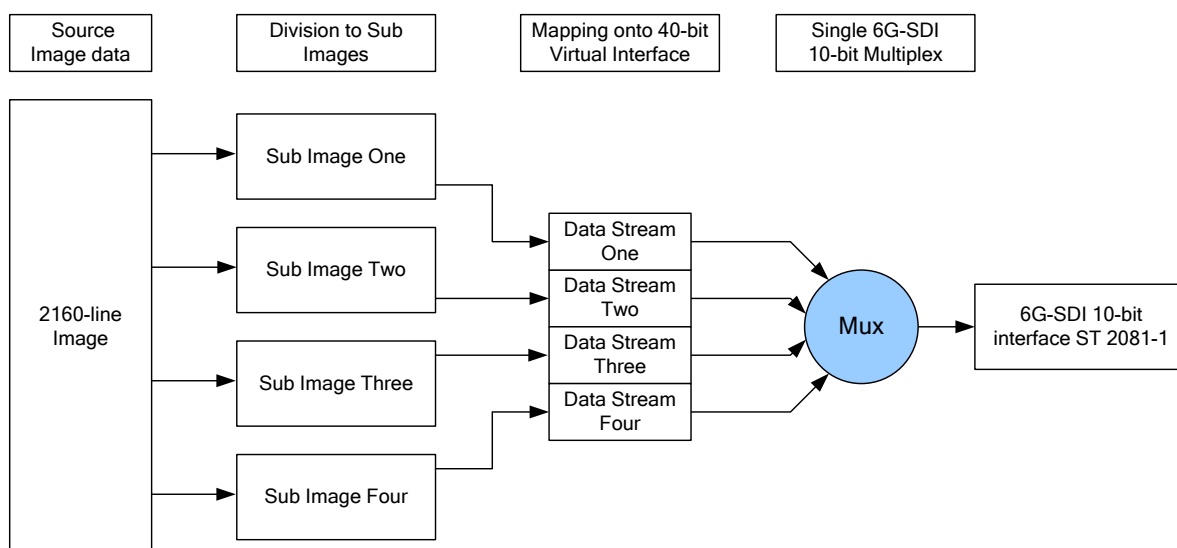 Source
Image data
Division to Sub
Images
Mapping onto 40-bit
Virtual Interface
Single 6G-SDI
10-bit Multiplex
2160-line
Image
Sub Image One
Sub Image Two
Sub Image Three
Sub Image Four
Data Stream
One
Data Stream
Two
Data Stream
Three
Data Stream
Four
Mux
6G-SDI 10-bit
interface ST 2081-1